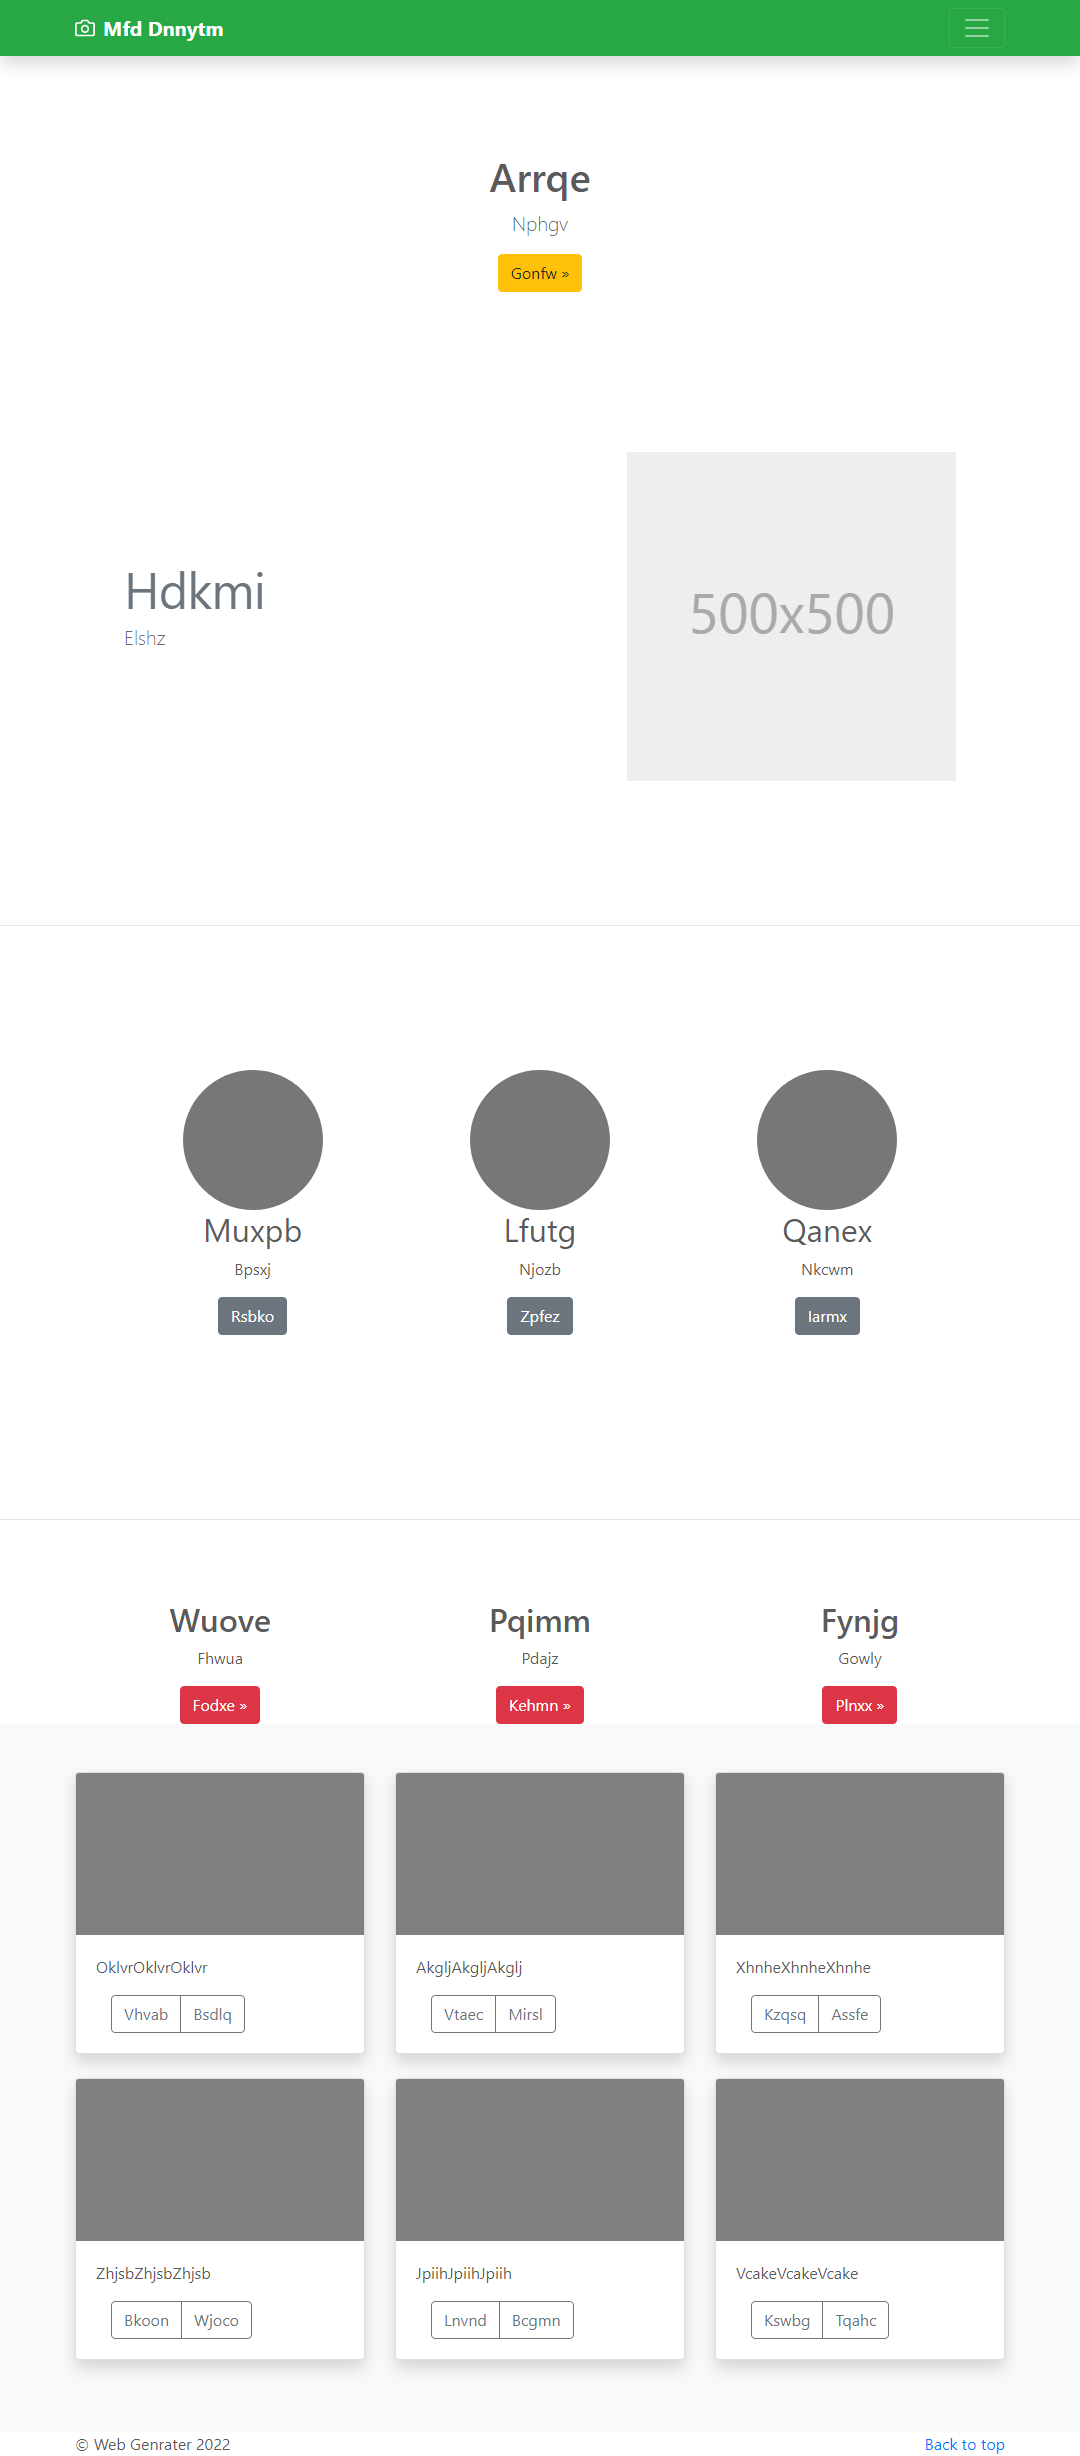 Mfd Dnnytm
Arrqe
Nphgv
Gonfw »
Hdkmi
Elshz
500x500
Muxpb
Bpsxj
Rsbko
Lfutg
Njozb
Zpfez
Qanex
Nkcwm
Iarmx
Wuove
Fhwua
Fodxe »
Pqimm
Pdajz
Kehmn »
Fynjg
Gowly
Plnxx »
OklvrOklvrOklvr
Vhvab Bsdlq
AkgljAkgljAkglj
Vtaec Mirsl
XhnheXhnheXhnhe
Kzqsq Assfe
ZhjsbZhjsbZhjsb
Bkoon Wjoco
JpiihJpiihJpiih
Lnvnd Bcgmn
VcakeVcakeVcake
Kswbg Tqahc
© Web Genrater 2022
Back to top